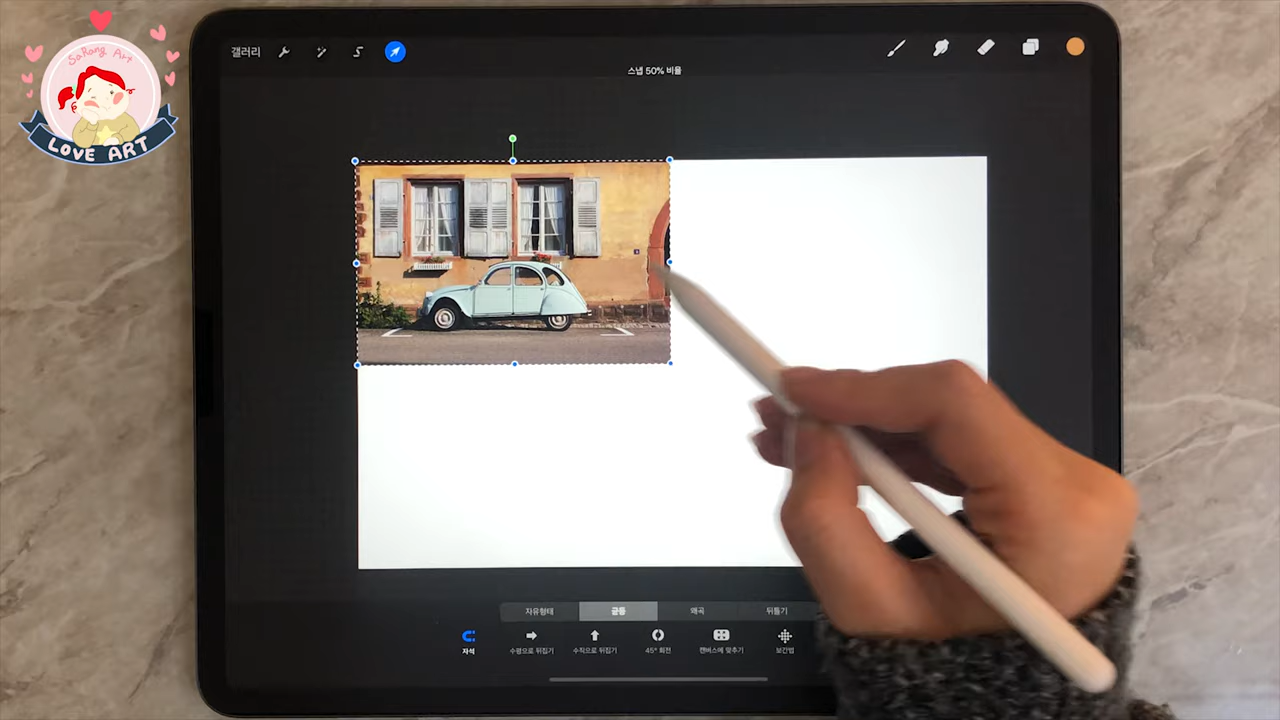 SaRang Art
LOVE ART
갤러리
스냅 50% 비율
자유형태
균등
왜곡
뒤틀기
자석
수평으로 뒤집기
수직으로 뒤집기
45° 회전
캔버스에 맞추기
보간법